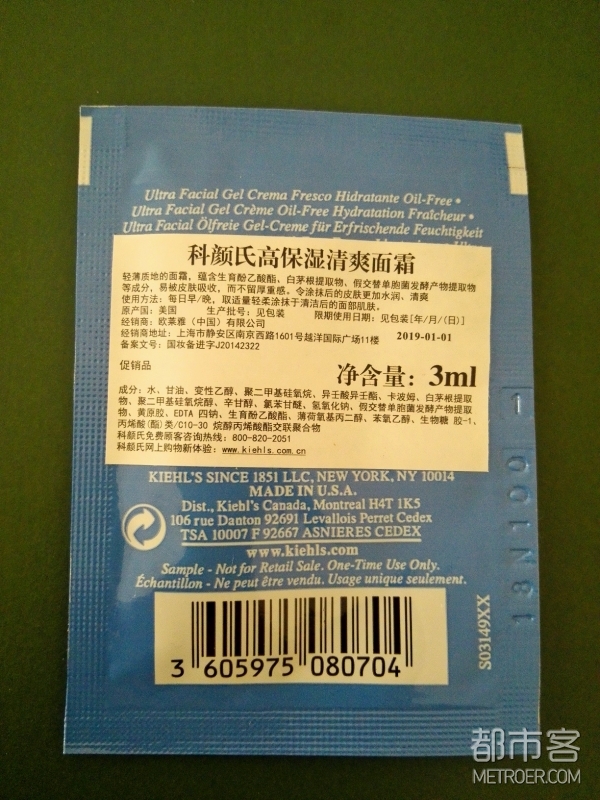 Ultra Facial Gel Crema Fresco Hidratante Oil-Free •
Ultra Facial Gel Crème Oil-Free Hydratation Fraîcheur •
Ultra Facial Ölfreie Gel-Creme für Erfrischende Feuchtigkeit
科颜氏高保湿清爽面霜
轻薄质地的面霜，蕴含生育酚乙酸酯、白茅根提取物、假交替单胞菌发酵产物提取物
等成分，易被皮肤吸收，而不留厚重感。令涂抹后的皮肤更加水润、清爽
使用方法：每日早/晚，取适量轻柔涂抹于清洁后的面部肌肤。
原产国：美国 生产批号：见包装 限期使用日期：见包装[年/月/(日)]
经销商：欧莱雅（中国）有限公司
经销商地址：上海市静安区南京西路1601号越洋国际广场11楼 2019-01-01
备案文号：国妆备进字J20142322
促销品
净含量：3ml
成分：水、甘油、变性乙醇、聚二甲基硅氧烷、异壬酸异壬酯、卡波姆、白茅根提取
物、聚二甲基硅氧烷醇、辛甘醇、氯苯甘醚、氢氧化钠、假交替单胞菌发酵产物提取
物、黄原胶、EDTA 四钠、生育酚乙酸酯、薄荷氧基丙二醇、苯氧乙醇、生物糖胶-1、
丙烯酸(酯)类/C10-30 烷醇丙烯酸酯交联聚合物
科颜氏免费顾客咨询热线：800-820-2051
科颜氏网上购物新体验：www.kiehls.com.cn
KIEHL'S SINCE 1851 LLC, NEW YORK, NY 10014
MADE IN U.S.A.
Dist., Kiehl's Canada, Montreal H4T 1K5
106 rue Danton 92691 Levallois Perret Cedex
TSA 10007 F 92667 ASNIERES CEDEX
www.kiehls.com
Sample - Not for Retail Sale. One-Time Use Only.
Échantillon - Ne peut être vendu. Usage unique seulement.
3 605975 080704
S03149XX
18N100 1
都市客
METROER.COM